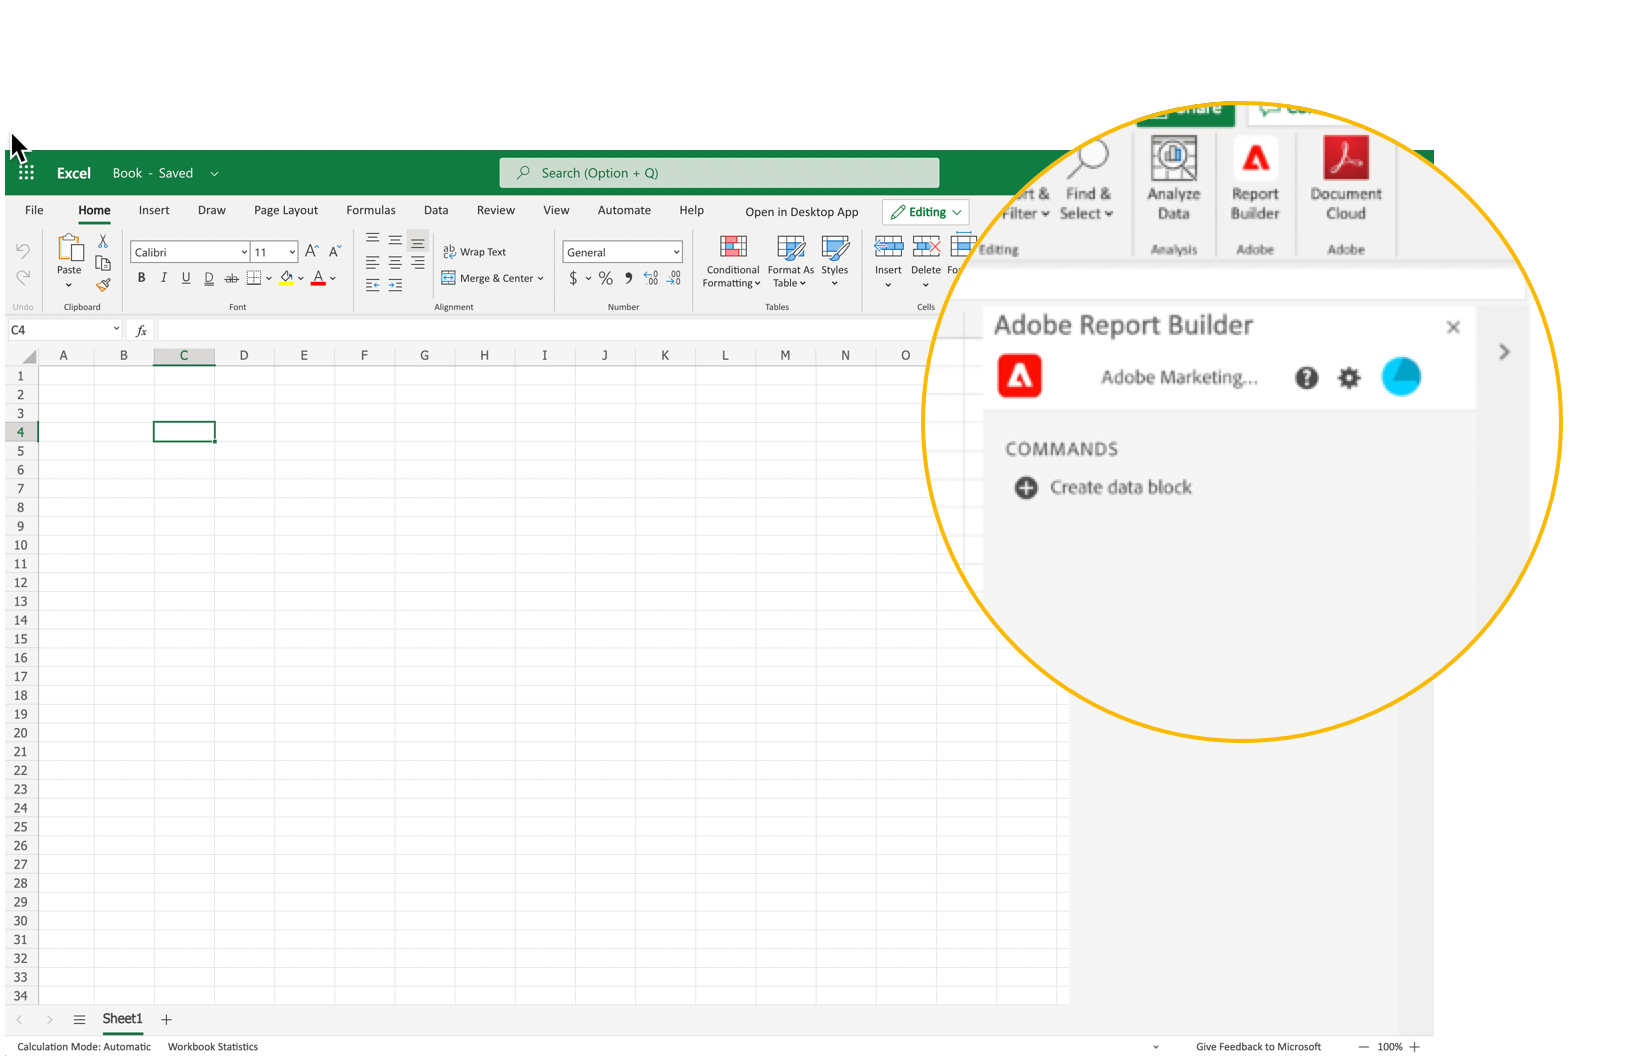 Excel Book - Saved Search (Option + Q)
File Home Insert Draw Page Layout Formulas Data Review View Automate Help Open in Desktop App Editing
Paste
Calibri 11 A^ Aˇ
B I U D ab A
ab Wrap Text
Merge & Center
General
$ % , .00 .00
Conditional Formatting
Format As Table
Styles
Insert Delete
Undo Clipboard Font Alignment Number Tables Cells
Share
Filter
Find &
Select
Analyze
Data
Report
Builder
Document
Cloud
Editing Analysis Adobe Adobe
C4 fx
A B C D E F G H I J K L M N O
1
2
3
4
5
6
7
8
9
10
11
12
13
14
15
16
17
18
19
20
21
22
23
24
25
26
27
28
29
30
31
32
33
34
Adobe Report Builder
Adobe Marketing...
COMMANDS
Create data block
Sheet1
Calculation Mode: Automatic Workbook Statistics Give Feedback to Microsoft 100%